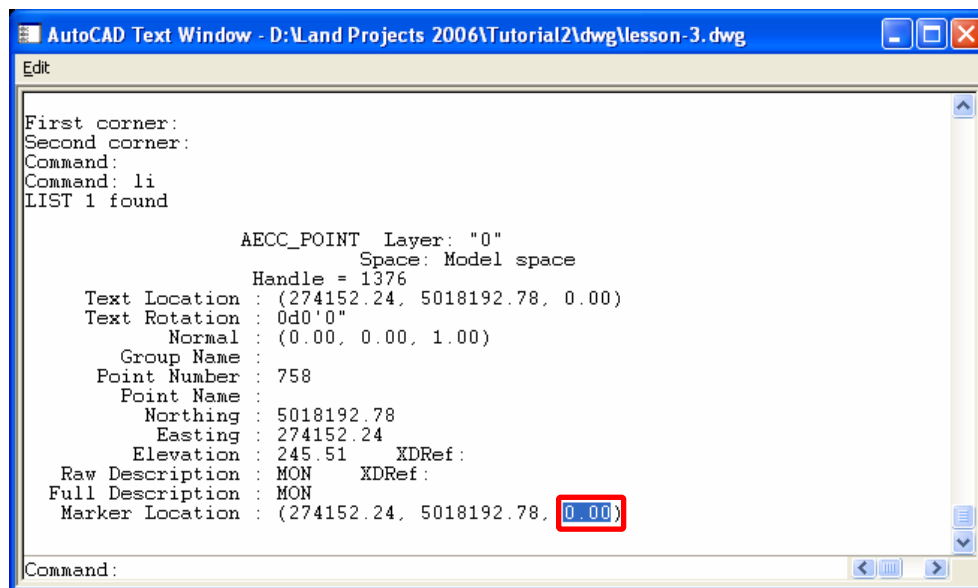 AutoCAD Text Window - D:\Land Projects 2006\Tutorial2\dwg\lesson-3.dwg
Edit
First corner:
Second corner:
Command:
Command: li
LIST 1 found
AECC_POINT  Layer: "0"
Space: Model space
Handle = 1376
Text Location : (274152.24, 5018192.78, 0.00)
Text Rotation : 0d0'0"
Normal : (0.00, 0.00, 1.00)
Group Name :
Point Number : 758
Point Name :
Northing : 5018192.78
Easting : 274152.24
Elevation : 245.51    XDRef:
Raw Description : MON    XDRef:
Full Description : MON
Marker Location : (274152.24, 5018192.78, 0.00)
Command: